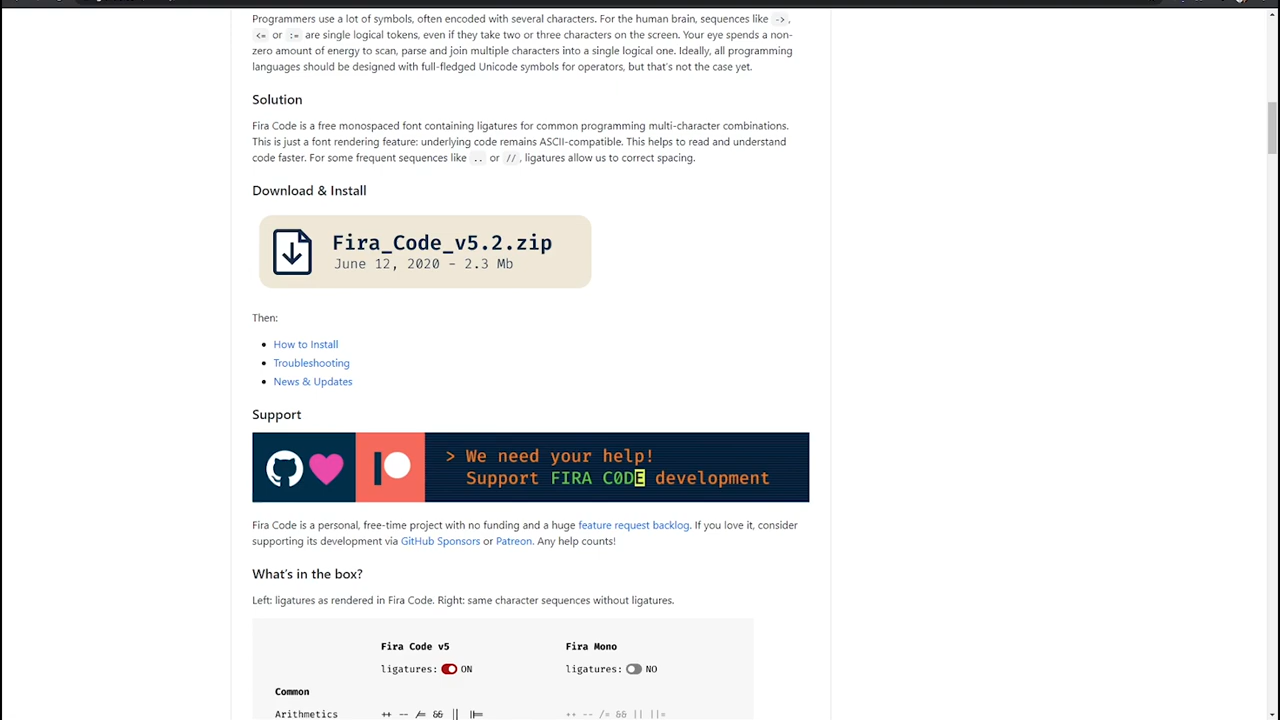 Programmers use a lot of symbols, often encoded with several characters. For the human brain, sequences like ->,
<= or := are single logical tokens, even if they take two or three characters on the screen. Your eye spends a non-
zero amount of energy to scan, parse and join multiple characters into a single logical one. Ideally, all programming
languages should be designed with full-fledged Unicode symbols for operators, but that's not the case yet.
Solution
Fira Code is a free monospaced font containing ligatures for common programming multi-character combinations.
This is just a font rendering feature: underlying code remains ASCII-compatible. This helps to read and understand
code faster. For some frequent sequences like .. or //, ligatures allow us to correct spacing.
Download & Install
Fira_Code_v5.2.zip
June 12, 2020 – 2.3 Mb
Then:
How to Install
Troubleshooting
News & Updates
Support
> We need your help!
Support FIRA C0DE development
Fira Code is a personal, free-time project with no funding and a huge feature request backlog. If you love it, consider
supporting its development via GitHub Sponsors or Patreon. Any help counts!
What's in the box?
Left: ligatures as rendered in Fira Code. Right: same character sequences without ligatures.
Fira Code v5 Fira Mono
ligatures: ON ligatures: NO
Common
Arithmetics ++ -- /= && || ||= ++ -- /= && || ||=